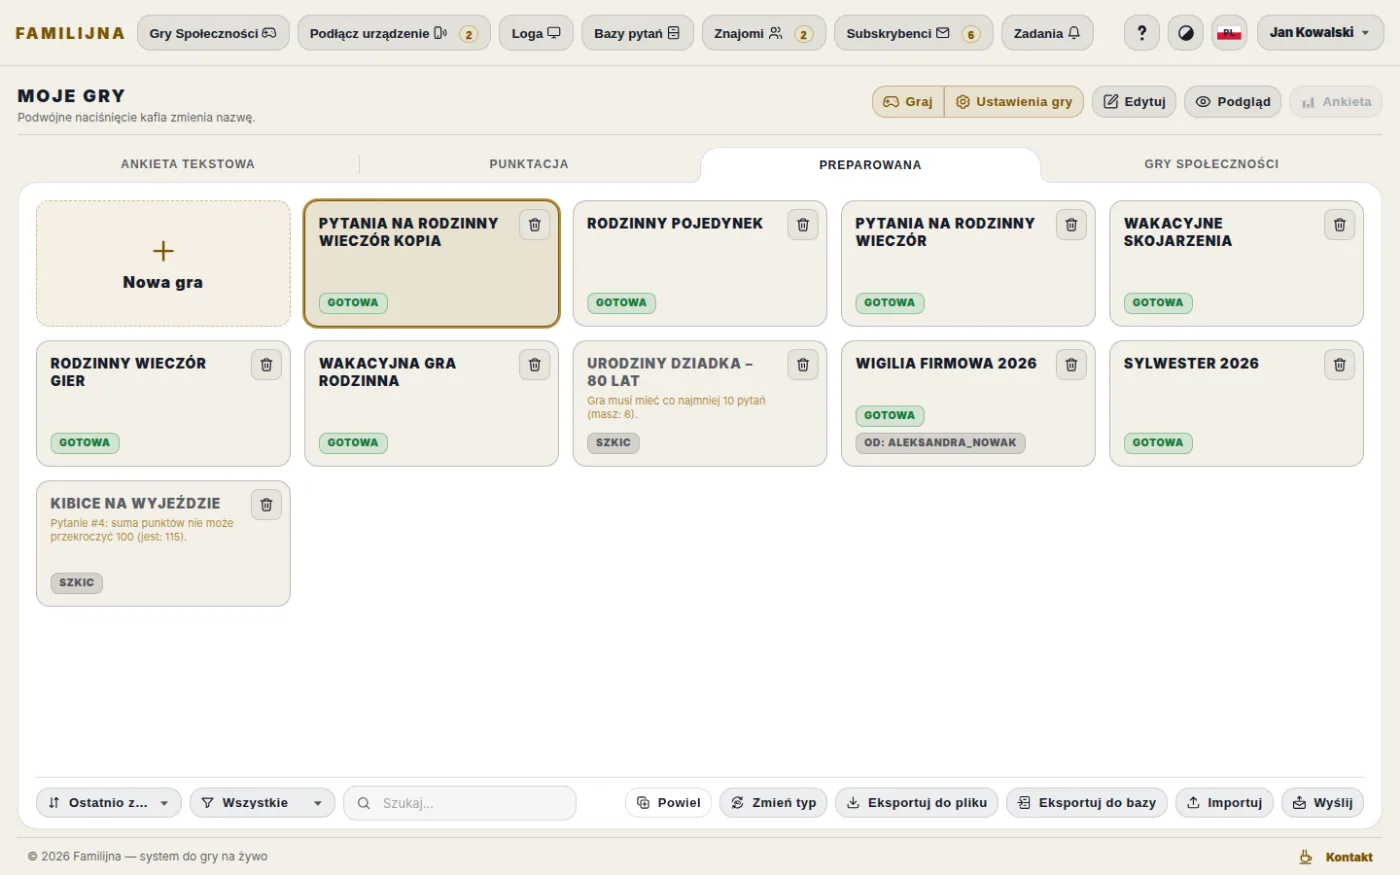 FAMILIJNA
Gry Społeczności
Podłącz urządzenie 2
Loga
Bazy pytań
Znajomi 2
Subskrybenci 6
Zadania
?
PL
Jan Kowalski
MOJE GRY
Podwójne naciśnięcie kafla zmienia nazwę.
Graj
Ustawienia gry
Edytuj
Podgląd
Ankieta
ANKIETA TEKSTOWA
PUNKTACJA
PREPAROWANA
GRY SPOŁECZNOŚCI
Nowa gra
PYTANIA NA RODZINNY
WIECZÓR KOPIA
GOTOWA
RODZINNY POJEDYNEK
GOTOWA
PYTANIA NA RODZINNY
WIECZÓR
GOTOWA
WAKACYJNE
SKOJARZENIA
GOTOWA
RODZINNY WIECZÓR
GIER
GOTOWA
WAKACYJNA GRA
RODZINNA
GOTOWA
URODZINY DZIADKA –
80 LAT
Gra musi mieć co najmniej 10 pytań
(masz: 6).
SZKIC
WIGILIA FIRMOWA 2026
GOTOWA
OD: ALEKSANDRA_NOWAK
SYLWESTER 2026
GOTOWA
KIBICE NA WYJEŹDZIE
Pytanie #4: suma punktów nie może
przekroczyć 100 (jest: 115).
SZKIC
Ostatnio z...
Wszystkie
Szukaj...
Powiel
Zmień typ
Eksportuj do pliku
Eksportuj do bazy
Importuj
Wyślij
© 2026 Familijna — system do gry na żywo
Kontakt